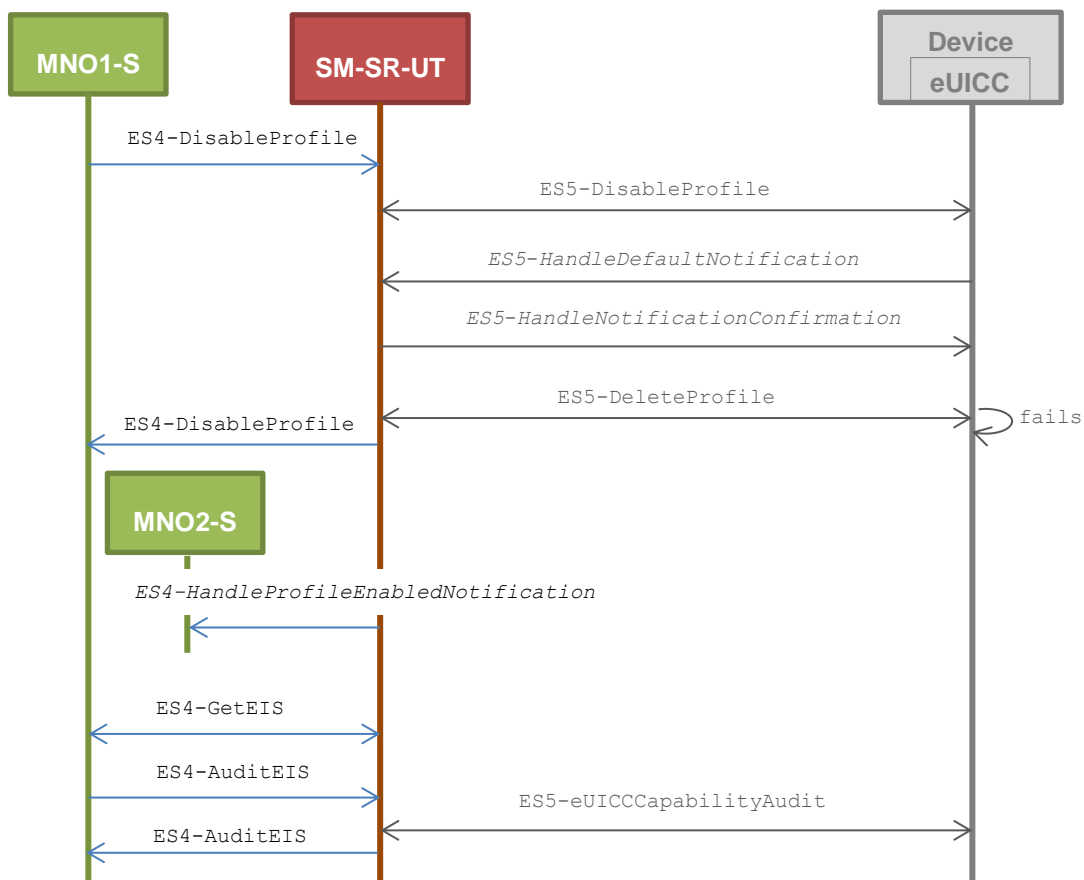 MNO1-S
SM-SR-UT
Device
eUICC
ES4-DisableProfile
ES5-DisableProfile
ES5-HandleDefaultNotification
ES5-HandleNotificationConfirmation
ES5-DeleteProfile
fails
ES4-DisableProfile
MNO2-S
ES4-HandleProfileEnabledNotification
ES4-GetEIS
ES4-AuditEIS
ES5-eUICCCapabilityAudit
ES4-AuditEIS